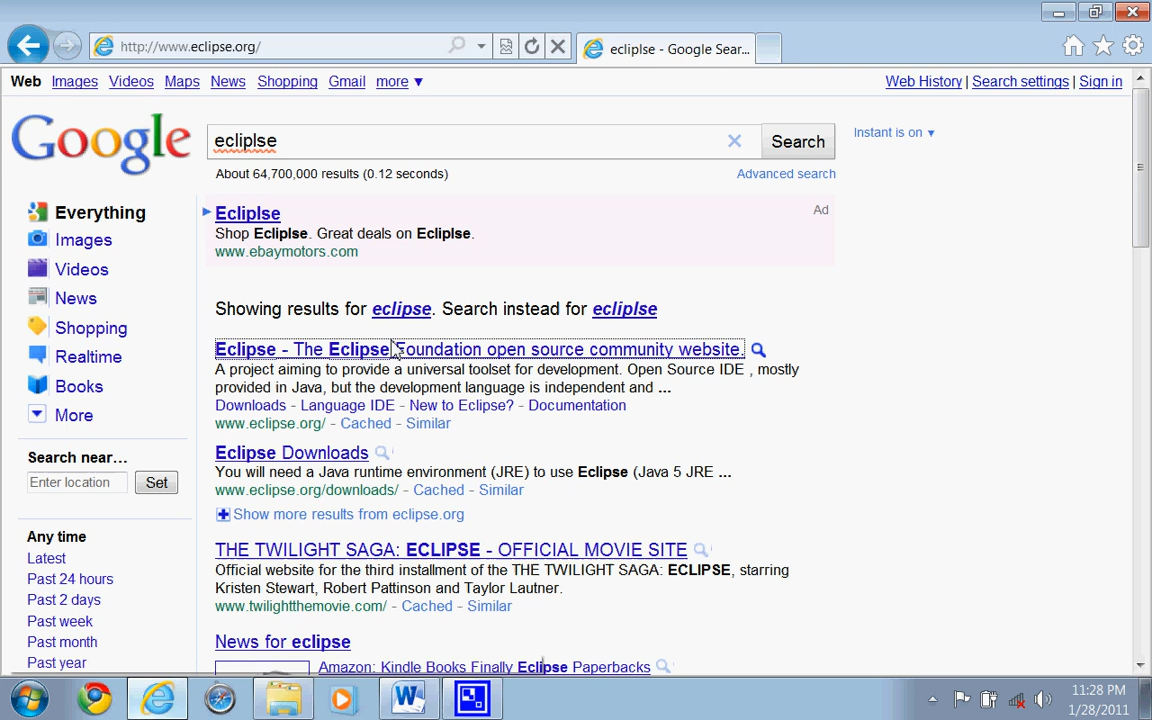 http://www.eclipse.org/
ecliplse - Google Sear...
Web Images Videos Maps News Shopping Gmail more ▼
Web History | Search settings | Sign in
Google
ecliplse
Search
Instant is on ▼
About 64,700,000 results (0.12 seconds)
Advanced search
Everything
Images
Videos
News
Shopping
Realtime
Books
More
Search near...
Enter location
Set
Any time
Latest
Past 24 hours
Past 2 days
Past week
Past month
Past year
Ecliplse
Ad
Shop Ecliplse. Great deals on Ecliplse.
www.ebaymotors.com
Showing results for eclipse. Search instead for ecliplse
Eclipse - The Eclipse Foundation open source community website.
A project aiming to provide a universal toolset for development. Open Source IDE , mostly
provided in Java, but the development language is independent and ...
Downloads - Language IDE - New to Eclipse? - Documentation
www.eclipse.org/ - Cached - Similar
Eclipse Downloads
You will need a Java runtime environment (JRE) to use Eclipse (Java 5 JRE ...
www.eclipse.org/downloads/ - Cached - Similar
Show more results from eclipse.org
THE TWILIGHT SAGA: ECLIPSE - OFFICIAL MOVIE SITE
Official website for the third installment of the THE TWILIGHT SAGA: ECLIPSE, starring
Kristen Stewart, Robert Pattinson and Taylor Lautner.
www.twilightthemovie.com/ - Cached - Similar
News for eclipse
Amazon: Kindle Books Finally Eclipse Paperbacks
11:28 PM
1/28/2011